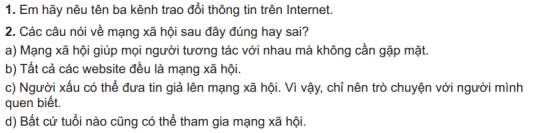 1. Em hãy nêu tên ba kênh trao đổi thông tin trên Internet.
2. Các câu nói về mạng xã hội sau đây đúng hay sai?
a) Mạng xã hội giúp mọi người tương tác với nhau mà không cần gặp mặt.
b) Tất cả các website đều là mạng xã hội.
c) Người xấu có thể đưa tin giả lên mạng xã hội. Vì vậy, chỉ nên trò chuyện với người mình
quen biết.
d) Bất cứ tuổi nào cũng có thể tham gia mạng xã hội.